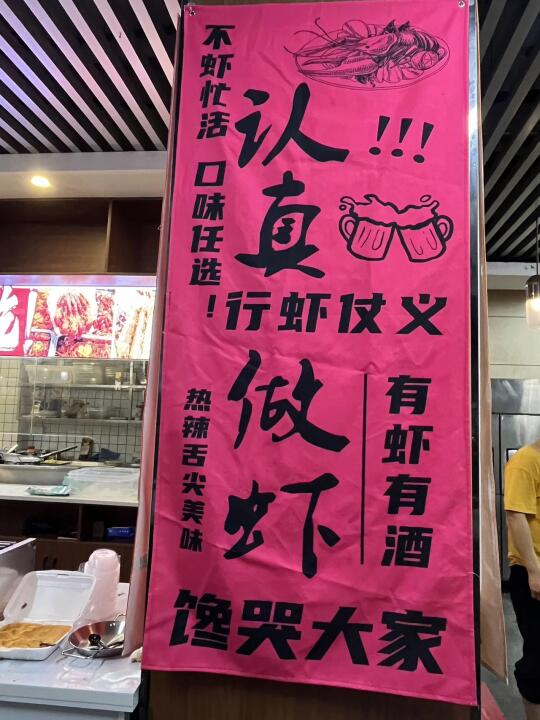 不虾忙活 口味任选!
认真!!!
行虾仗义
做虾
热辣舌尖美味
有虾有酒
馋哭大家